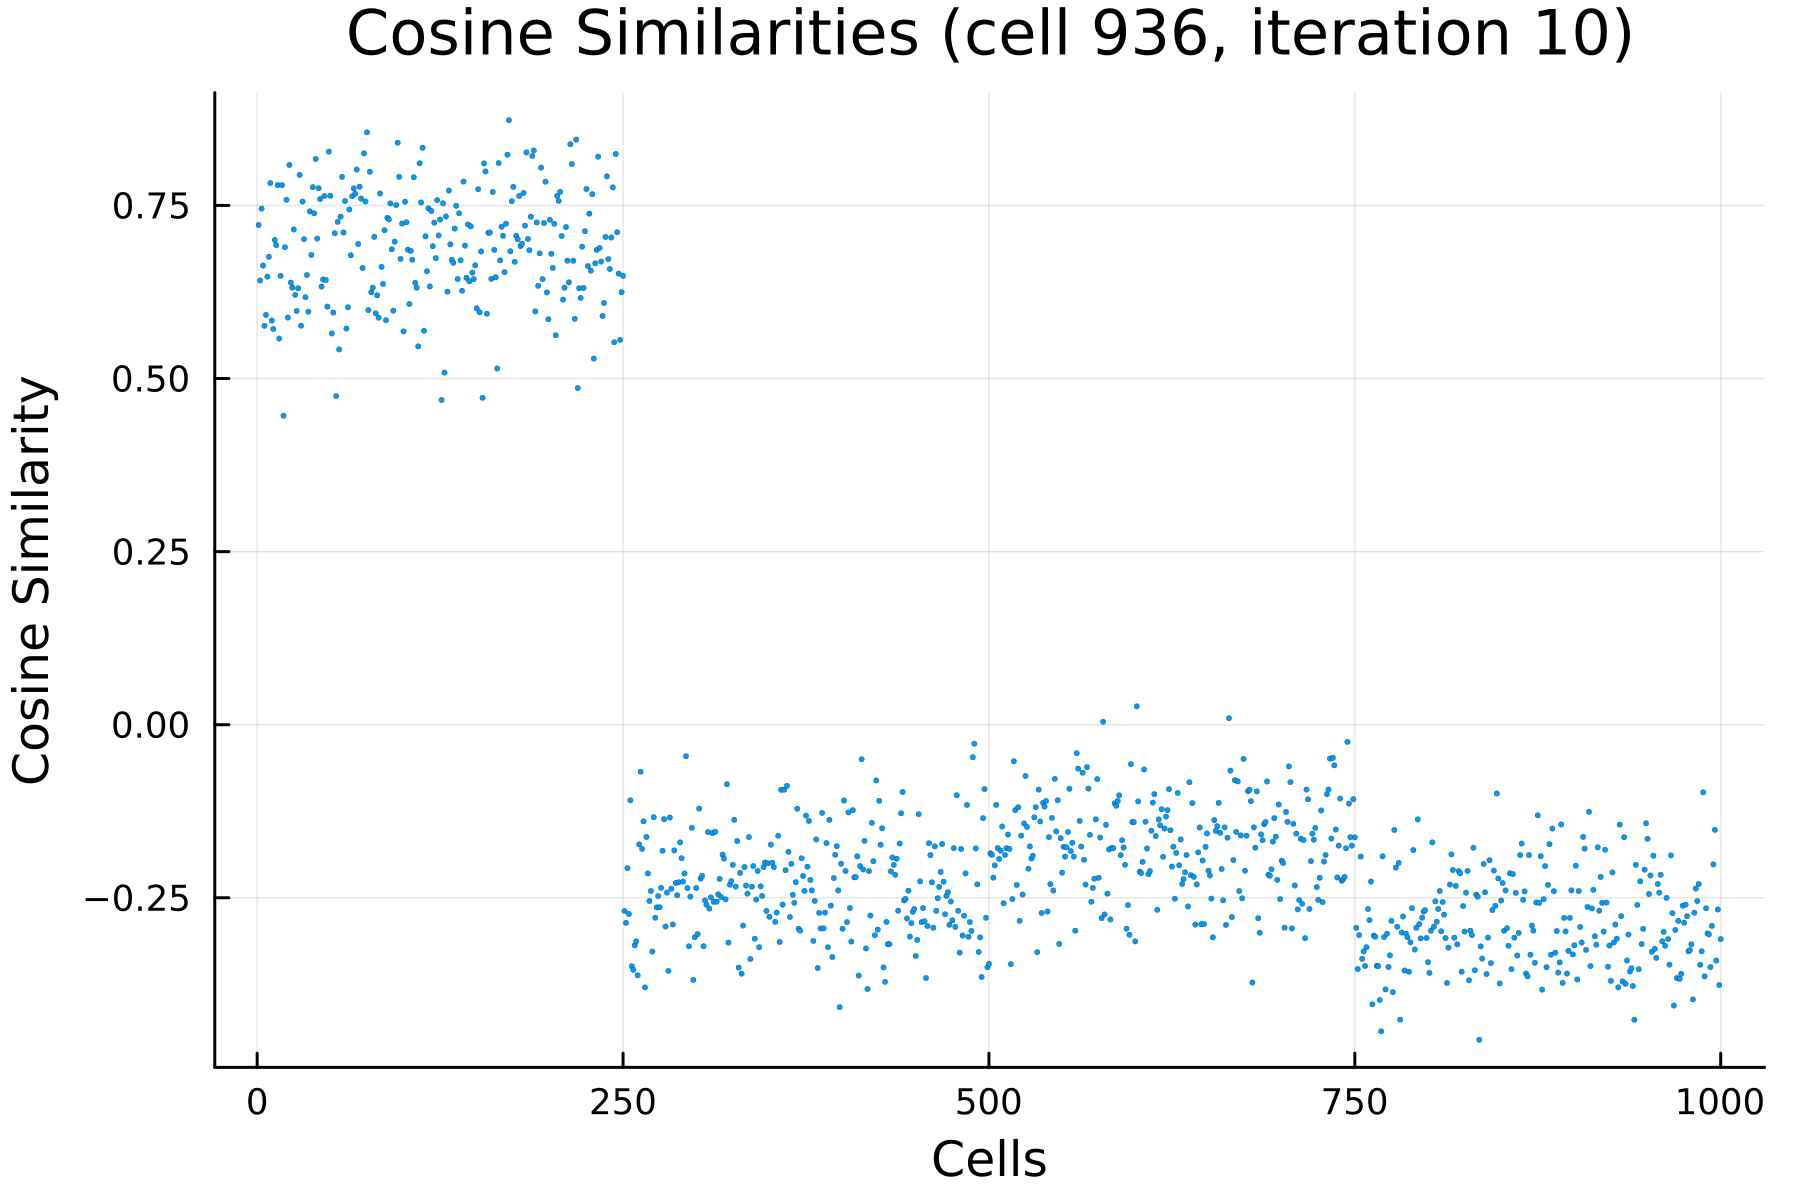 Cosine Similarities (cell 936, iteration 10)
Cosine Similarity
0.75
0.50
0.25
0.00
−0.25
0 250 500 750 1000
Cells